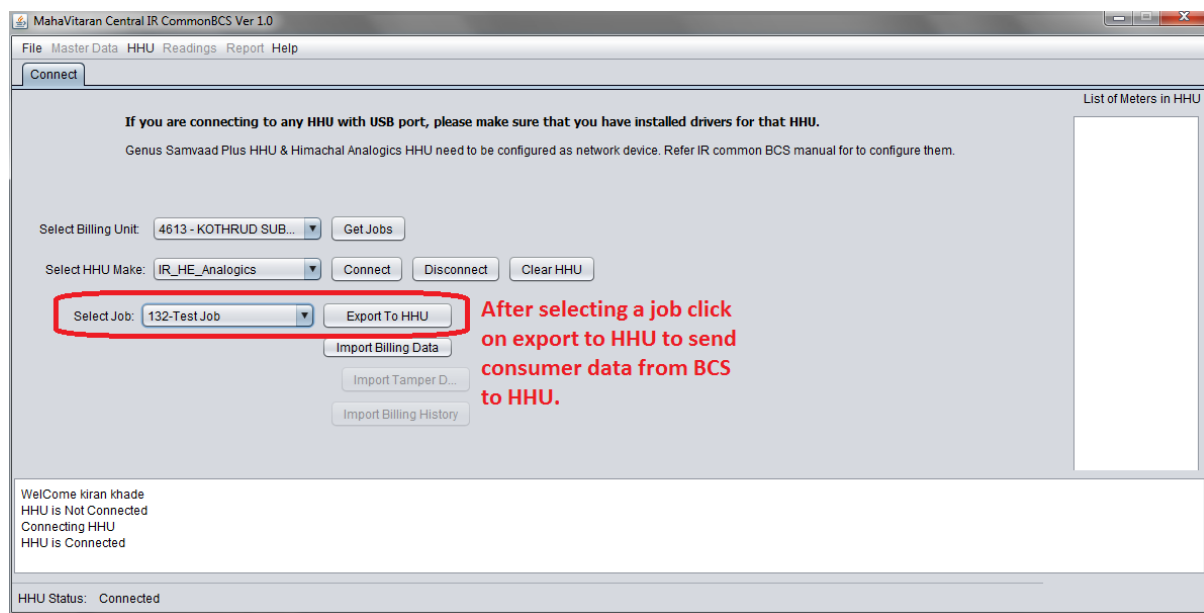 MahaVitaran Central IR CommonBCS Ver 1.0
File Master Data HHU Readings Report Help
Connect
List of Meters in HHU
If you are connecting to any HHU with USB port, please make sure that you have installed drivers for that HHU.
Genus Samvaad Plus HHU & Himachal Analogics HHU need to be configured as network device. Refer IR common BCS manual for to configure them.
Select Billing Unit: 4613 - KOTHRUD SUB... Get Jobs
Select HHU Make: IR_HE_Analogics Connect Disconnect Clear HHU
Select Job: 132-Test Job Export To HHU
After selecting a job click
on export to HHU to send
consumer data from BCS
to HHU.
Import Billing Data
Import Tamper D...
Import Billing History
WelCome kiran khade
HHU is Not Connected
Connecting HHU
HHU is Connected
HHU Status: Connected